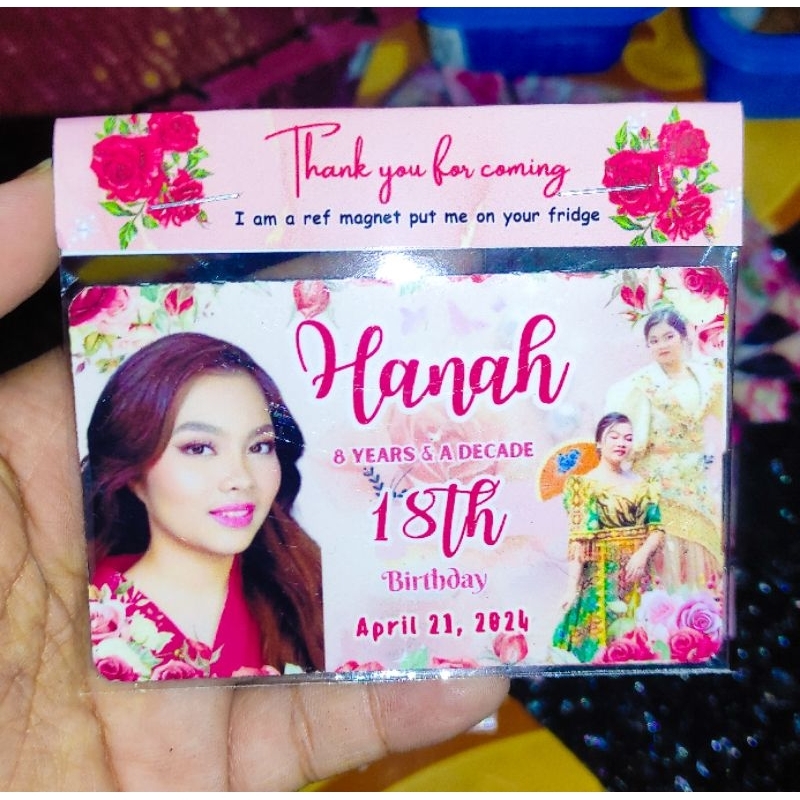 Thank you for coming
I am a ref magnet put me on your fridge
Hanah
8 YEARS & A DECADE
18th
Birthday
April 21, 2024